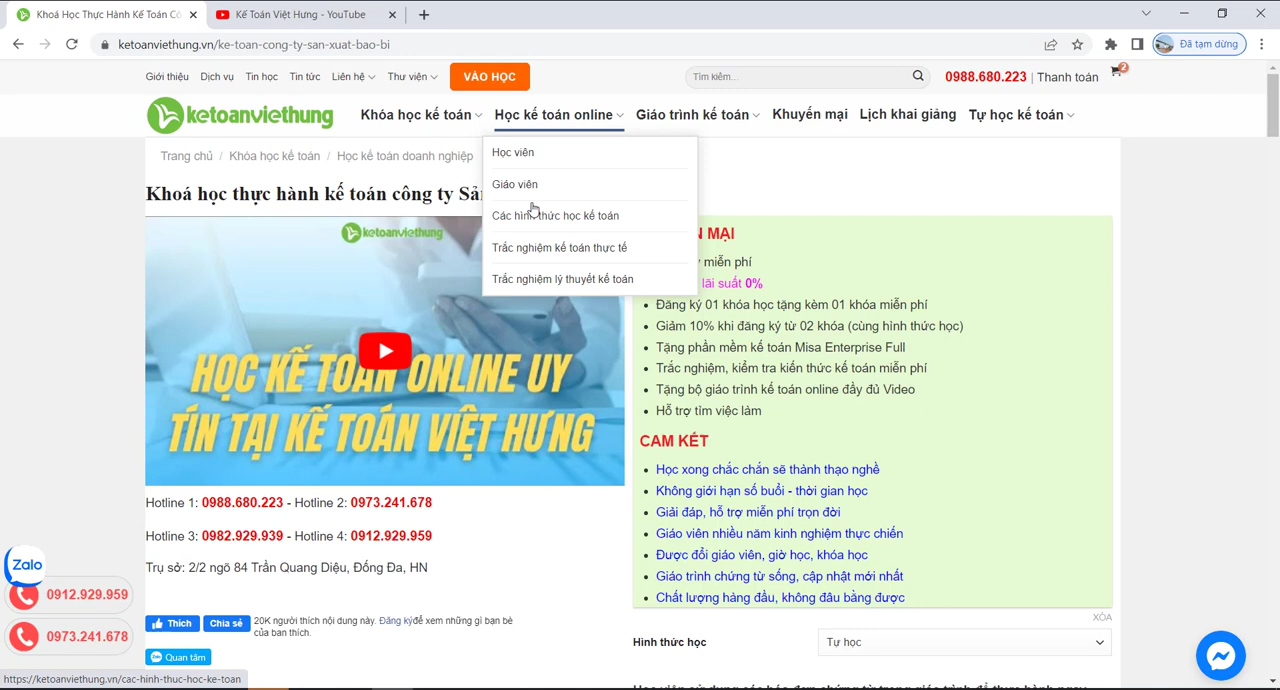 Khoá Học Thực Hành Kế Toán Cô
Kế Toán Việt Hưng - YouTube
ketoanviethung.vn/ke-toan-cong-ty-san-xuat-bao-bi
Đã tạm dừng
Giới thiệu Dịch vụ Tin học Tin tức Liên hệ Thư viện VÀO HỌC Tìm kiếm... 0988.680.223 | Thanh toán 2
ketoanviethung Khóa học kế toán Học kế toán online Giáo trình kế toán Khuyến mại Lịch khai giảng Tự học kế toán
Trang chủ / Khóa học kế toán / Học kế toán doanh nghiệp
Khoá học thực hành kế toán công ty
Học viên
Giáo viên
Các hình thức học kế toán
Trắc nghiệm kế toán thực tế
Trắc nghiệm lý thuyết kế toán
ketoanviethung
HỌC KẾ TOÁN ONLINE UY
TÍN TẠI KẾ TOÁN VIỆT HƯNG
MẠI
miễn phí
lãi suất 0%
Đăng ký 01 khóa học tặng kèm 01 khóa miễn phí
Giảm 10% khi đăng ký từ 02 khóa (cùng hình thức học)
Tặng phần mềm kế toán Misa Enterprise Full
Trắc nghiệm, kiểm tra kiến thức kế toán miễn phí
Tặng bộ giáo trình kế toán online đầy đủ Video
Hỗ trợ tìm việc làm
CAM KẾT
Học xong chắc chắn sẽ thành thạo nghề
Không giới hạn số buổi - thời gian học
Giải đáp, hỗ trợ miễn phí trọn đời
Giáo viên nhiều năm kinh nghiệm thực chiến
Được đổi giáo viên, giờ học, khóa học
Giáo trình chứng từ sống, cập nhật mới nhất
Chất lượng hàng đầu, không đâu bằng được
Hotline 1: 0988.680.223 - Hotline 2: 0973.241.678
Hotline 3: 0982.929.939 - Hotline 4: 0912.929.959
Trụ sở: 2/2 ngõ 84 Trần Quang Diệu, Đống Đa, HN
Zalo
0912.929.959
0973.241.678
Thích Chia sẻ 20K người thích nội dung này. Đăng ký để xem những gì bạn bè
của bạn thích.
Quan tâm
XÓA
Hình thức học Tự học
https://ketoanviethung.vn/cac-hinh-thuc-hoc-ke-toan